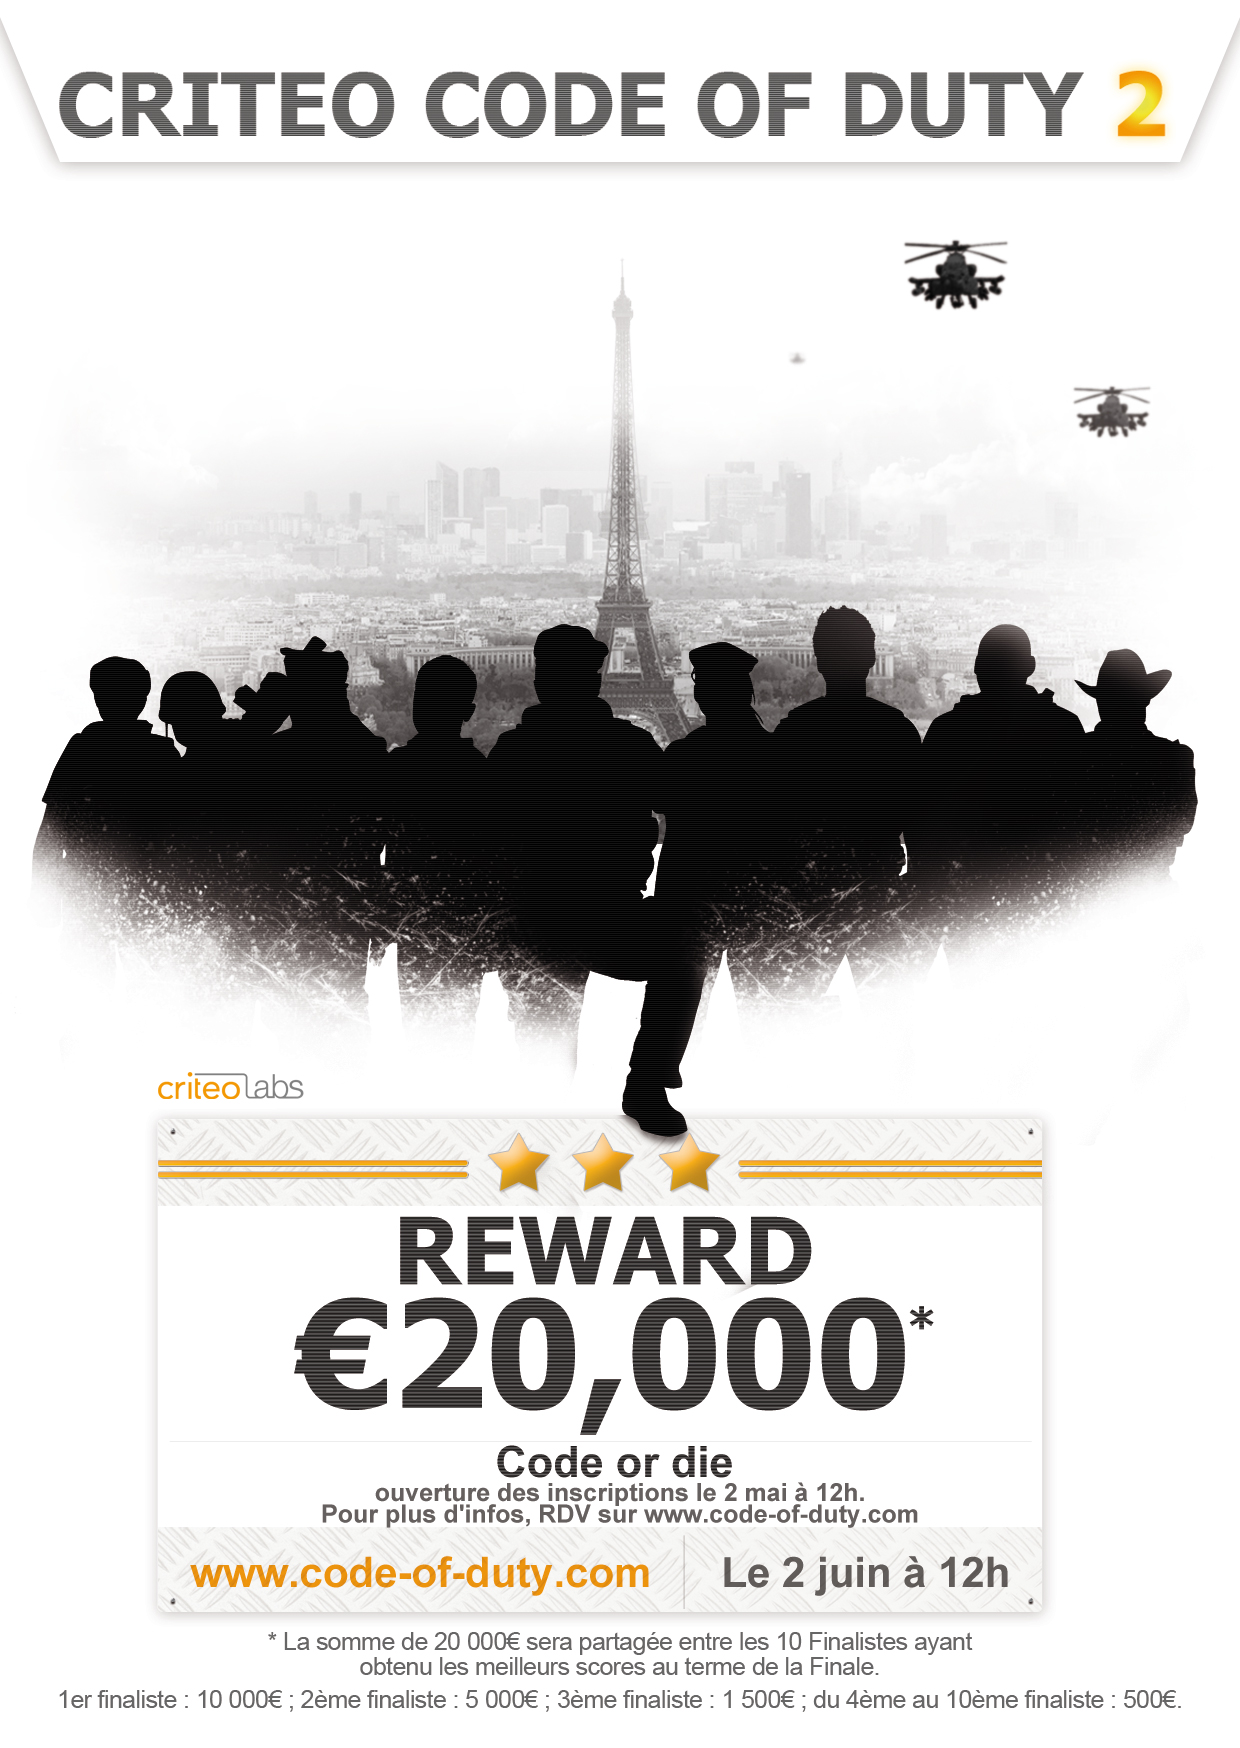 CRITEO CODE OF DUTY 2
criteolabs
REWARD
€20,000*
Code or die
ouverture des inscriptions le 2 mai à 12h.
Pour plus d'infos, RDV sur www.code-of-duty.com
www.code-of-duty.com
Le 2 juin à 12h
* La somme de 20 000€ sera partagée entre les 10 Finalistes ayant
obtenu les meilleurs scores au terme de la Finale.
1er finaliste : 10 000€ ; 2ème finaliste : 5 000€ ; 3ème finaliste : 1 500€ ; du 4ème au 10ème finaliste : 500€.